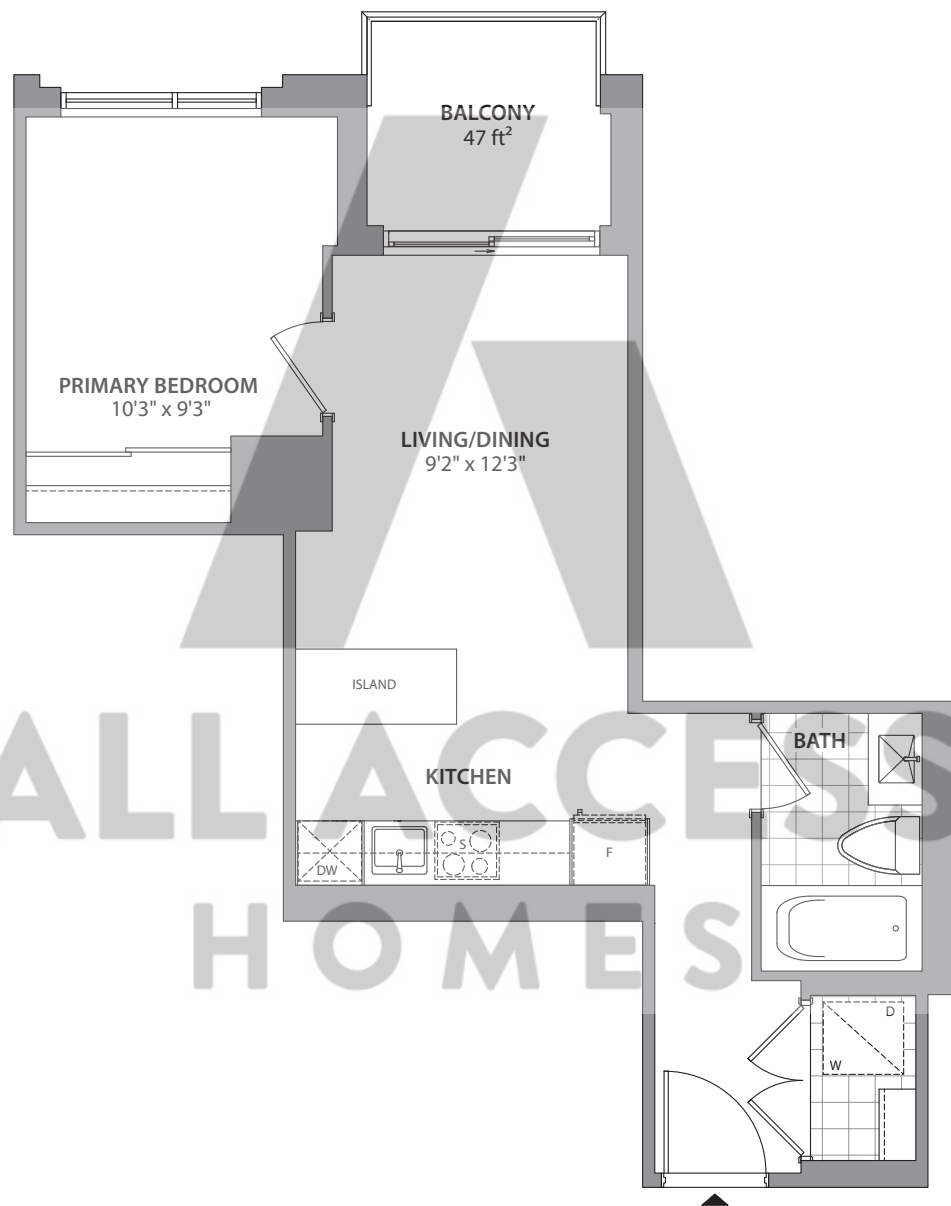 BALCONY
47 ft²
PRIMARY BEDROOM
10'3" x 9'3"
LIVING/DINING
9'2" x 12'3"
ISLAND
BATH
KITCHEN
ALL ACCESS
S
F
DW
HOMES
D
W